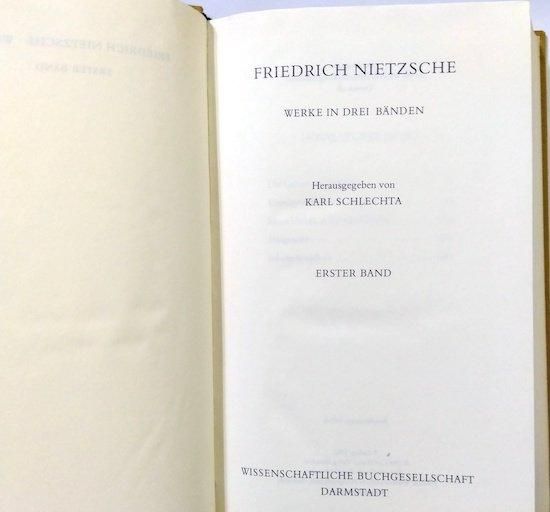 FRIEDRICH NIETZSCHE
WERKE IN DREI BÄNDEN
Herausgegeben von
KARL SCHLECHTA
ERSTER BAND
WISSENSCHAFTLICHE BUCHGESELLSCHAFT
DARMSTADT